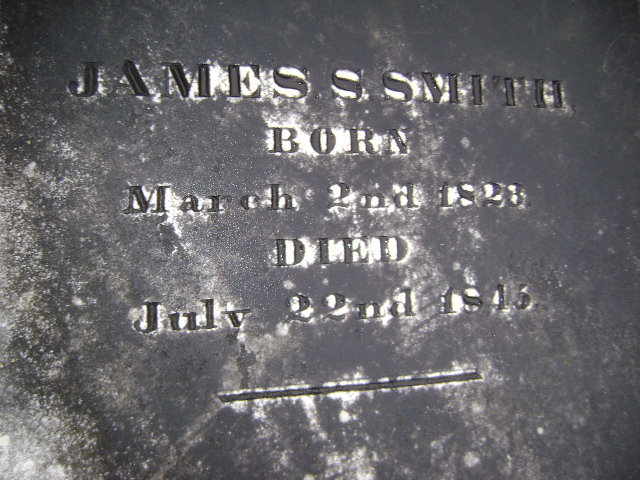 JAMES. S. SMITH.
BORN
March 2nd 1823.
DIED
July 22nd 1845.